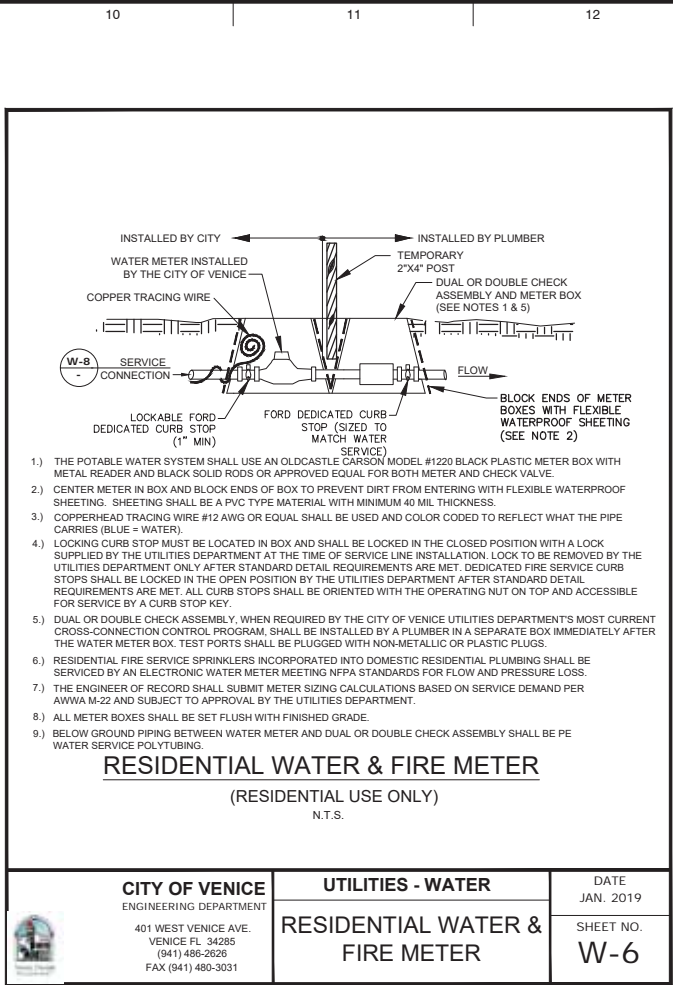 10 11 12
INSTALLED BY CITY
INSTALLED BY PLUMBER
WATER METER INSTALLED
BY THE CITY OF VENICE
TEMPORARY
2"X4" POST
COPPER TRACING WIRE
DUAL OR DOUBLE CHECK
ASSEMBLY AND METER BOX
(SEE NOTES 1 & 5)
W-8
-
SERVICE
CONNECTION
FLOW
LOCKABLE FORD
DEDICATED CURB STOP
(1" MIN)
FORD DEDICATED CURB
STOP (SIZED TO
MATCH WATER
SERVICE)
BLOCK ENDS OF METER
BOXES WITH FLEXIBLE
WATERPROOF SHEETING
(SEE NOTE 2)
1.) THE POTABLE WATER SYSTEM SHALL USE AN OLDCASTLE CARSON MODEL #1220 BLACK PLASTIC METER BOX WITH
METAL READER AND BLACK SOLID RODS OR APPROVED EQUAL FOR BOTH METER AND CHECK VALVE.
2.) CENTER METER IN BOX AND BLOCK ENDS OF BOX TO PREVENT DIRT FROM ENTERING WITH FLEXIBLE WATERPROOF
SHEETING. SHEETING SHALL BE A PVC TYPE MATERIAL WITH MINIMUM 40 MIL THICKNESS.
3.) COPPERHEAD TRACING WIRE #12 AWG OR EQUAL SHALL BE USED AND COLOR CODED TO REFLECT WHAT THE PIPE
CARRIES (BLUE = WATER).
4.) LOCKING CURB STOP MUST BE LOCATED IN BOX AND SHALL BE LOCKED IN THE CLOSED POSITION WITH A LOCK
SUPPLIED BY THE UTILITIES DEPARTMENT AT THE TIME OF SERVICE LINE INSTALLATION. LOCK TO BE REMOVED BY THE
UTILITIES DEPARTMENT ONLY AFTER STANDARD DETAIL REQUIREMENTS ARE MET. DEDICATED FIRE SERVICE CURB
STOPS SHALL BE LOCKED IN THE OPEN POSITION BY THE UTILITIES DEPARTMENT AFTER STANDARD DETAIL
REQUIREMENTS ARE MET. ALL CURB STOPS SHALL BE ORIENTED WITH THE OPERATING NUT ON TOP AND ACCESSIBLE
FOR SERVICE BY A CURB STOP KEY.
5.) DUAL OR DOUBLE CHECK ASSEMBLY, WHEN REQUIRED BY THE CITY OF VENICE UTILITIES DEPARTMENT'S MOST CURRENT
CROSS-CONNECTION CONTROL PROGRAM, SHALL BE INSTALLED BY A PLUMBER IN A SEPARATE BOX IMMEDIATELY AFTER
THE WATER METER BOX. TEST PORTS SHALL BE PLUGGED WITH NON-METALLIC OR PLASTIC PLUGS.
6.) RESIDENTIAL FIRE SERVICE SPRINKLERS INCORPORATED INTO DOMESTIC RESIDENTIAL PLUMBING SHALL BE
SERVICED BY AN ELECTRONIC WATER METER MEETING NFPA STANDARDS FOR FLOW AND PRESSURE LOSS.
7.) THE ENGINEER OF RECORD SHALL SUBMIT METER SIZING CALCULATIONS BASED ON SERVICE DEMAND PER
AWWA M-22 AND SUBJECT TO APPROVAL BY THE UTILITIES DEPARTMENT.
8.) ALL METER BOXES SHALL BE SET FLUSH WITH FINISHED GRADE.
9.) BELOW GROUND PIPING BETWEEN WATER METER AND DUAL OR DOUBLE CHECK ASSEMBLY SHALL BE PE
WATER SERVICE POLYTUBING.
RESIDENTIAL WATER & FIRE METER
(RESIDENTIAL USE ONLY)
N.T.S.
CITY OF VENICE
ENGINEERING DEPARTMENT
401 WEST VENICE AVE.
VENICE FL 34285
(941) 486-2626
FAX (941) 480-3031
UTILITIES - WATER
RESIDENTIAL WATER &
FIRE METER
DATE
JAN. 2019
SHEET NO.
W-6